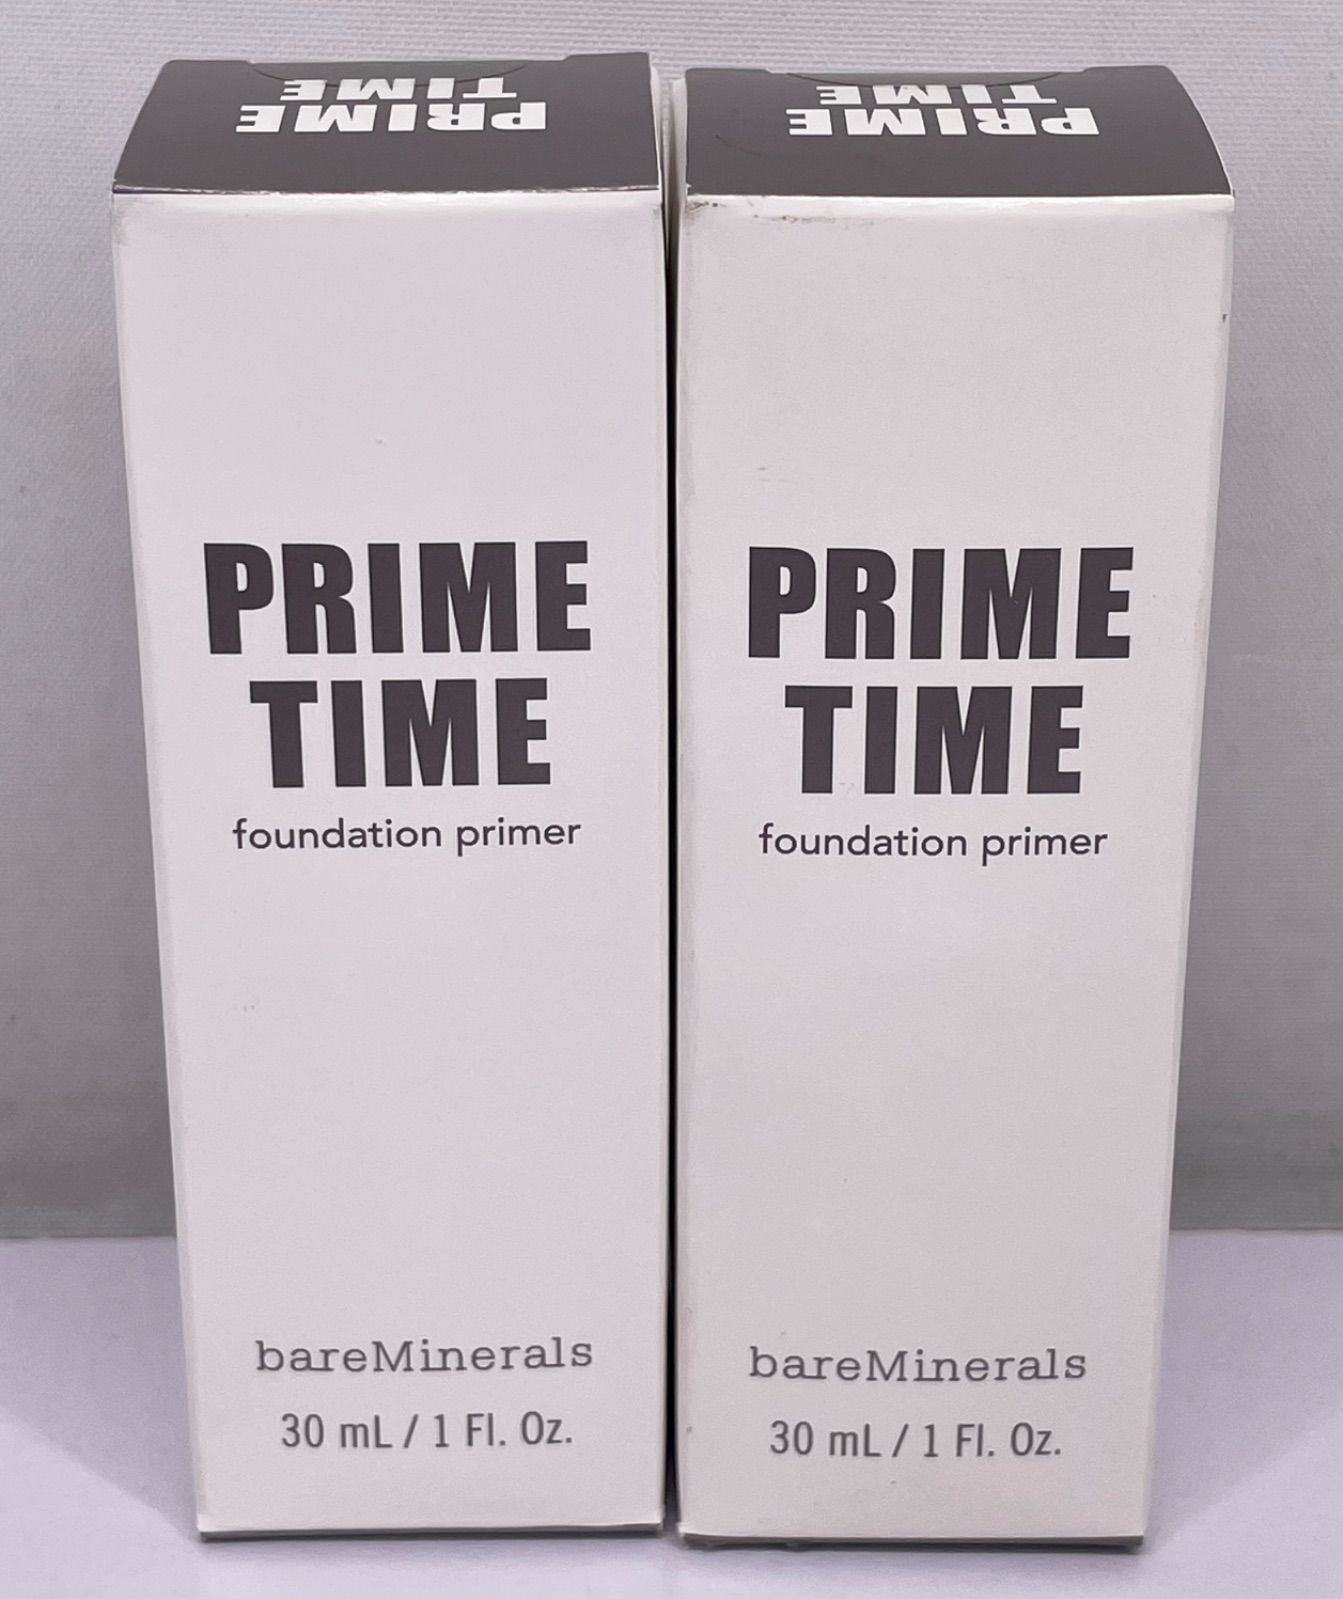 PRIME
TIME
PRIME
TIME
foundation primer
bareMinerals
30 mL / 1 Fl. Oz.
PRIME
TIME
PRIME
TIME
foundation primer
bareMinerals
30 mL / 1 Fl. Oz.